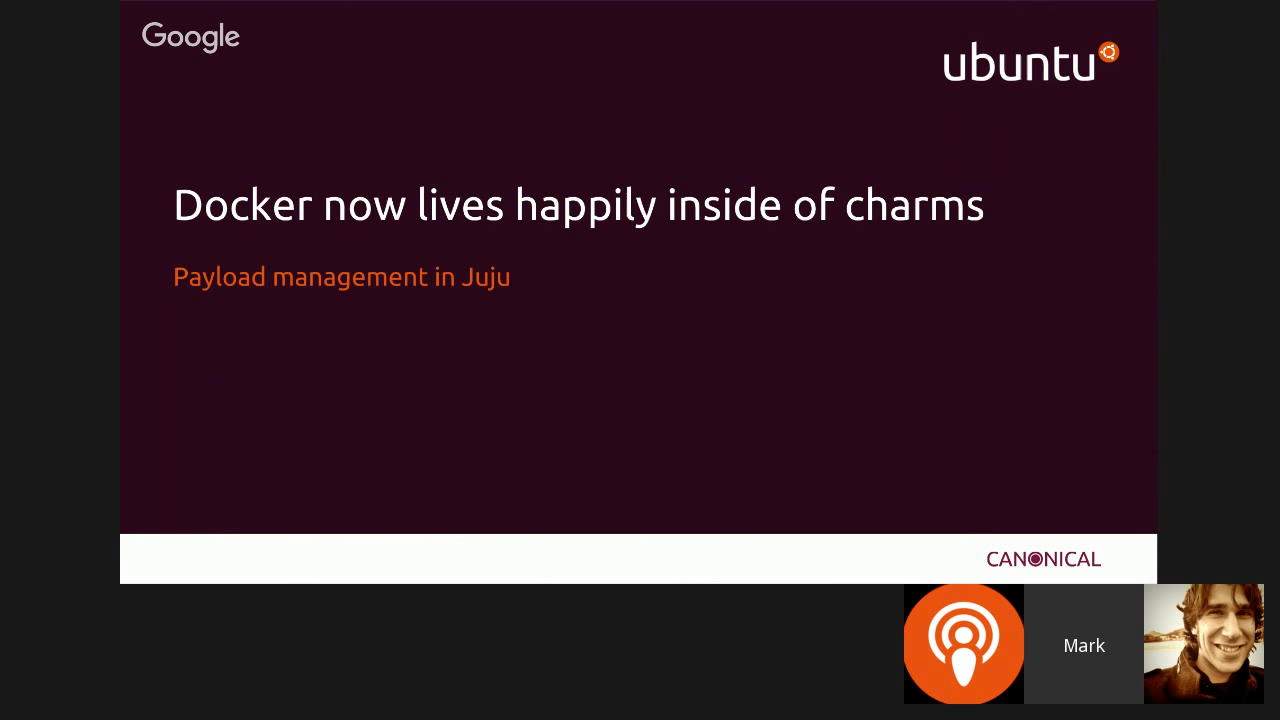 Google
ubuntu
Docker now lives happily inside of charms
Payload management in Juju
CANONICAL
Mark